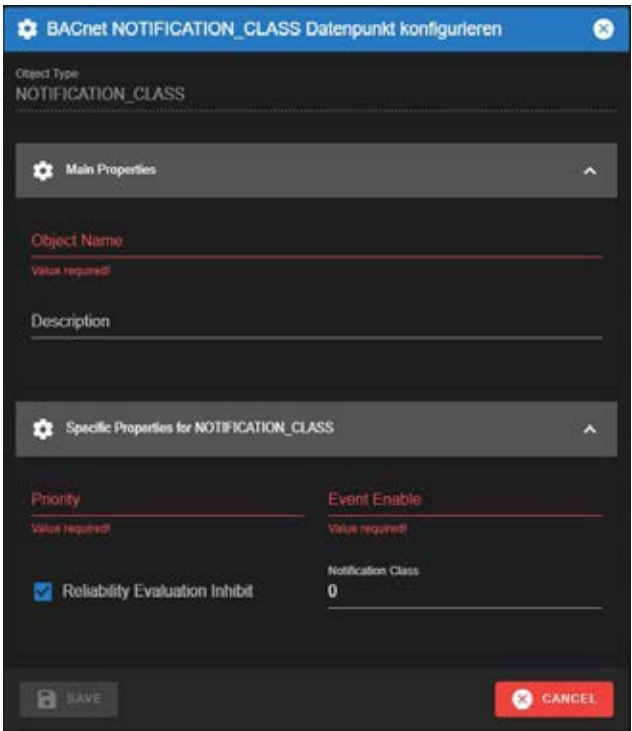 BACnet NOTIFICATION_CLASS Datenpunkt konfigurieren
Object Type
NOTIFICATION_CLASS
Main Properties
Object Name
Value required!
Description
Specific Properties for NOTIFICATION_CLASS
Priority Event Enable
Value required! Value required!
Notification Class
Reliability Evaluation Inhibit 0
SAVE CANCEL